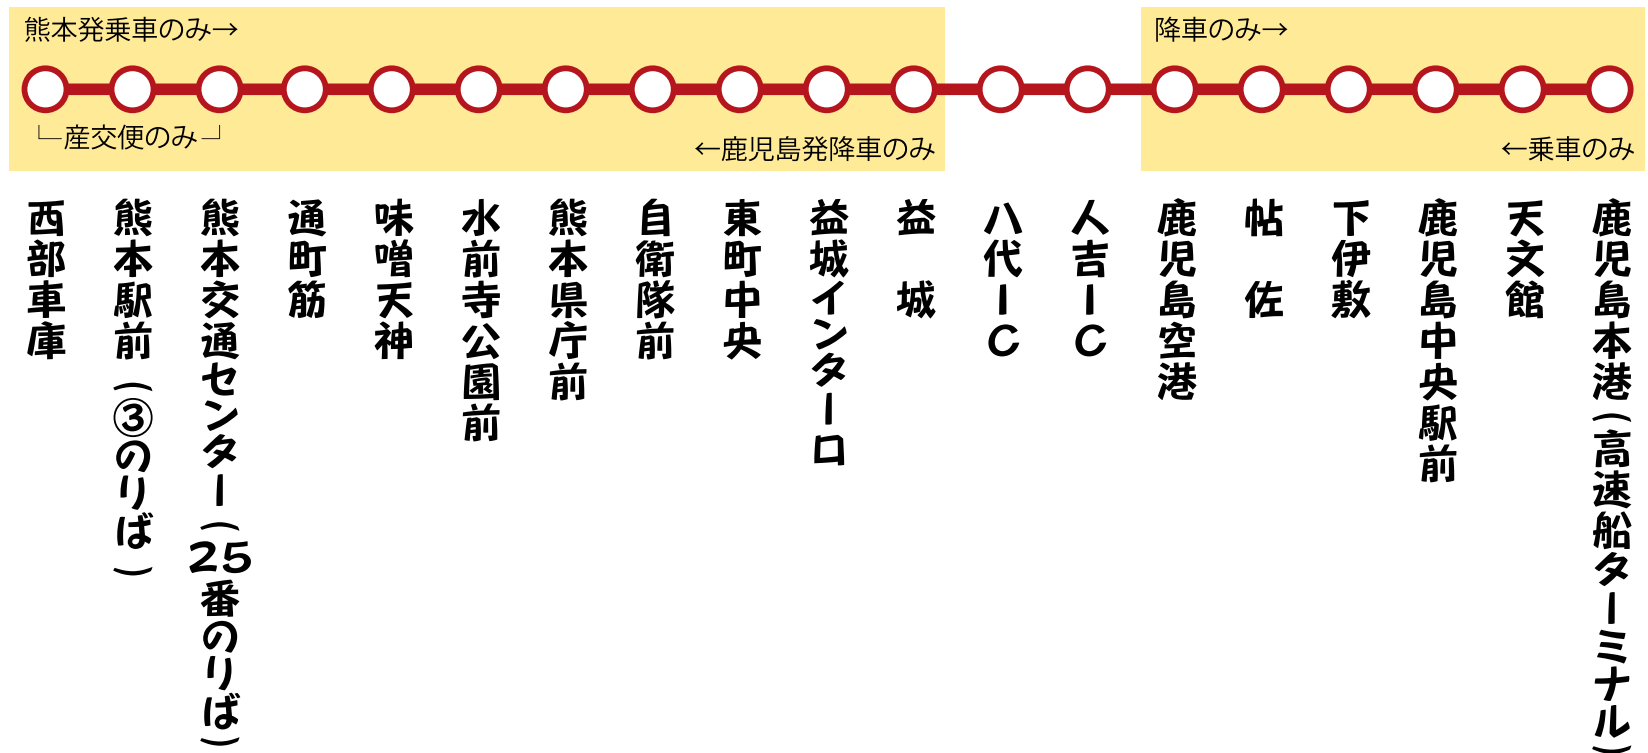 熊本発乗車のみ→
降車のみ→
産交便のみ
←鹿児島発降車のみ
←乗車のみ
西部車庫
熊本駅前（③のりば）
熊本交通センター（25番のりば）
通町筋
味噌天神
水前寺公園前
熊本県庁前
自衛隊前
東町中央
益城インター口
益 城
八代IC
人吉IC
鹿児島空港
帖 佐
下伊敷
鹿児島中央駅前
天文館
鹿児島本港（高速船ターミナル）